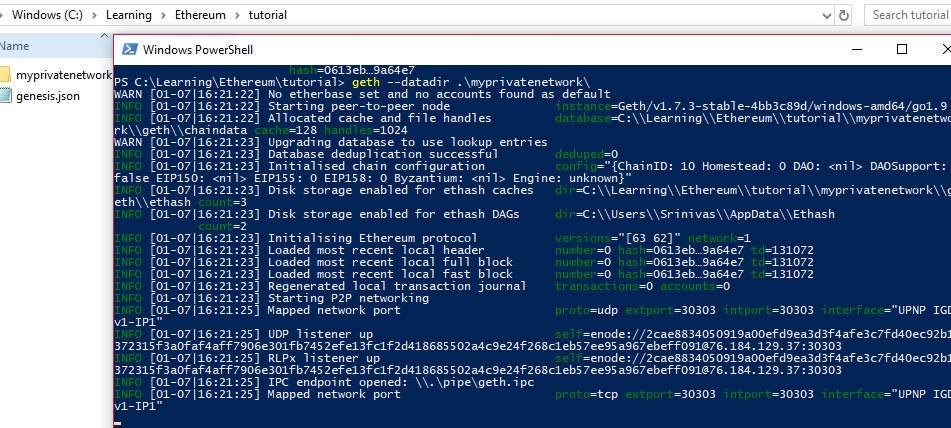 Windows (C:) > Learning > Ethereum > tutorial
Search tutorial
Name
myprivatenetwork
genesis.json
Windows PowerShell
hash=0613eb…9a64e7
PS C:\Learning\Ethereum\tutorial> geth --datadir .\myprivatenetwork\
WARN [01-07|16:21:22] No etherbase set and no accounts found as default
INFO [01-07|16:21:22] Starting peer-to-peer node instance=Geth/v1.7.3-stable-4bb3c89d/windows-amd64/go1.9
INFO [01-07|16:21:22] Allocated cache and file handles database=C:\\Learning\\Ethereum\\tutorial\\myprivatenetwo
rk\\geth\\chaindata cache=128 handles=1024
WARN [01-07|16:21:23] Upgrading database to use lookup entries
INFO [01-07|16:21:23] Database deduplication successful deduped=0
INFO [01-07|16:21:23] Initialised chain configuration config="{ChainID: 10 Homestead: 0 DAO: <nil> DAOSupport:
false EIP150: <nil> EIP155: 0 EIP158: 0 Byzantium: <nil> Engine: unknown}"
INFO [01-07|16:21:23] Disk storage enabled for ethash caches dir=C:\\Learning\\Ethereum\\tutorial\\myprivatenetwork\\g
eth\\ethash count=3
INFO [01-07|16:21:23] Disk storage enabled for ethash DAGs dir=C:\\Users\\Srinivas\\AppData\\Ethash
count=2
INFO [01-07|16:21:23] Initialising Ethereum protocol versions="[63 62]" network=1
INFO [01-07|16:21:23] Loaded most recent local header number=0 hash=0613eb…9a64e7 td=131072
INFO [01-07|16:21:23] Loaded most recent local full block number=0 hash=0613eb…9a64e7 td=131072
INFO [01-07|16:21:23] Loaded most recent local fast block number=0 hash=0613eb…9a64e7 td=131072
INFO [01-07|16:21:23] Regenerated local transaction journal transactions=0 accounts=0
INFO [01-07|16:21:23] Starting P2P networking
INFO [01-07|16:21:25] Mapped network port proto=udp extport=30303 intport=30303 interface="UPNP IGD
v1-IP1"
INFO [01-07|16:21:25] UDP listener up self=enode://2cae8834050919a00efd9ea3d3f4afe3c7fd40ec92b1
372315f3a0faf4aff7906e301fb7452efe13fc1f2d418685502a4c9e24f268c1eb57ee95a967ebeff091@76.184.129.37:30303
INFO [01-07|16:21:25] RLPx listener up self=enode://2cae8834050919a00efd9ea3d3f4afe3c7fd40ec92b1
372315f3a0faf4aff7906e301fb7452efe13fc1f2d418685502a4c9e24f268c1eb57ee95a967ebeff091@76.184.129.37:30303
INFO [01-07|16:21:25] IPC endpoint opened: \\.\pipe\geth.ipc
INFO [01-07|16:21:25] Mapped network port proto=tcp extport=30303 intport=30303 interface="UPNP IGD
v1-IP1"